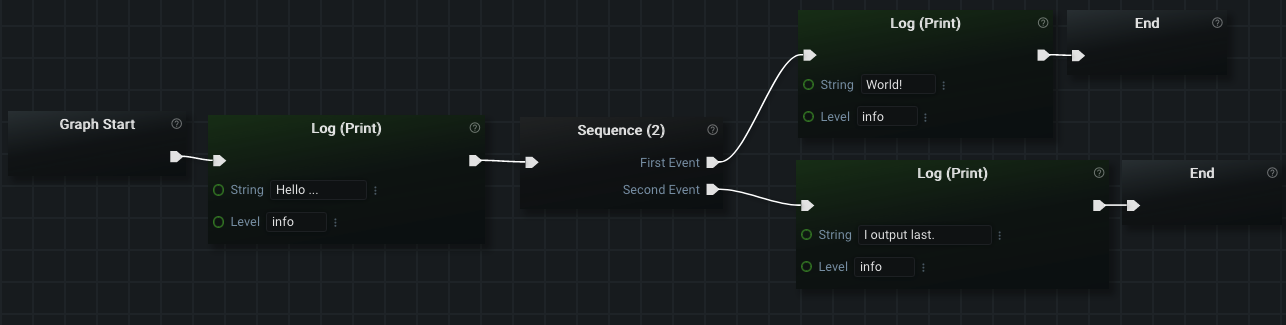 Graph Start
Log (Print)
String Hello ...
Level info
Sequence (2)
First Event
Second Event
Log (Print)
String World!
Level info
End
Log (Print)
String I output last.
Level info
End